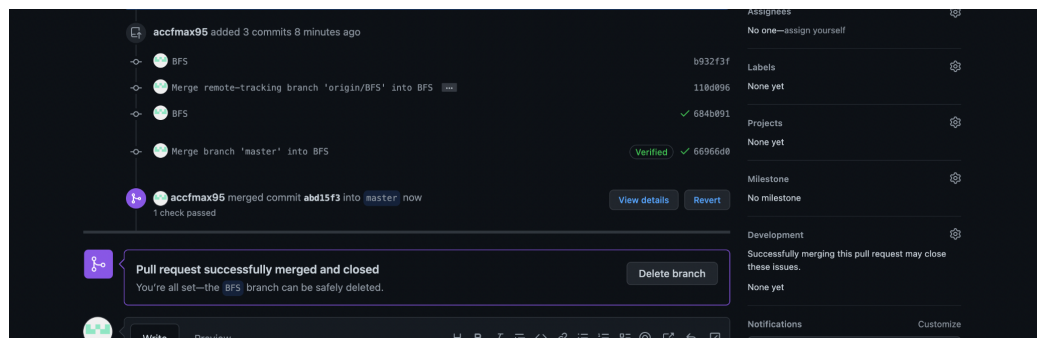 Assignees
No one—assign yourself
accfmax95 added 3 commits 8 minutes ago
BFS b932f3f
Merge remote-tracking branch 'origin/BFS' into BFS 110d096
BFS 684b091
Merge branch 'master' into BFS Verified 66966d0
accfmax95 merged commit abd15f3 into master now View details Revert
1 check passed
Pull request successfully merged and closed
You're all set—the BFS branch can be safely deleted.
Delete branch
Write Preview
Labels
None yet
Projects
None yet
Milestone
No milestone
Development
Successfully merging this pull request may close
these issues.
None yet
Notifications Customize